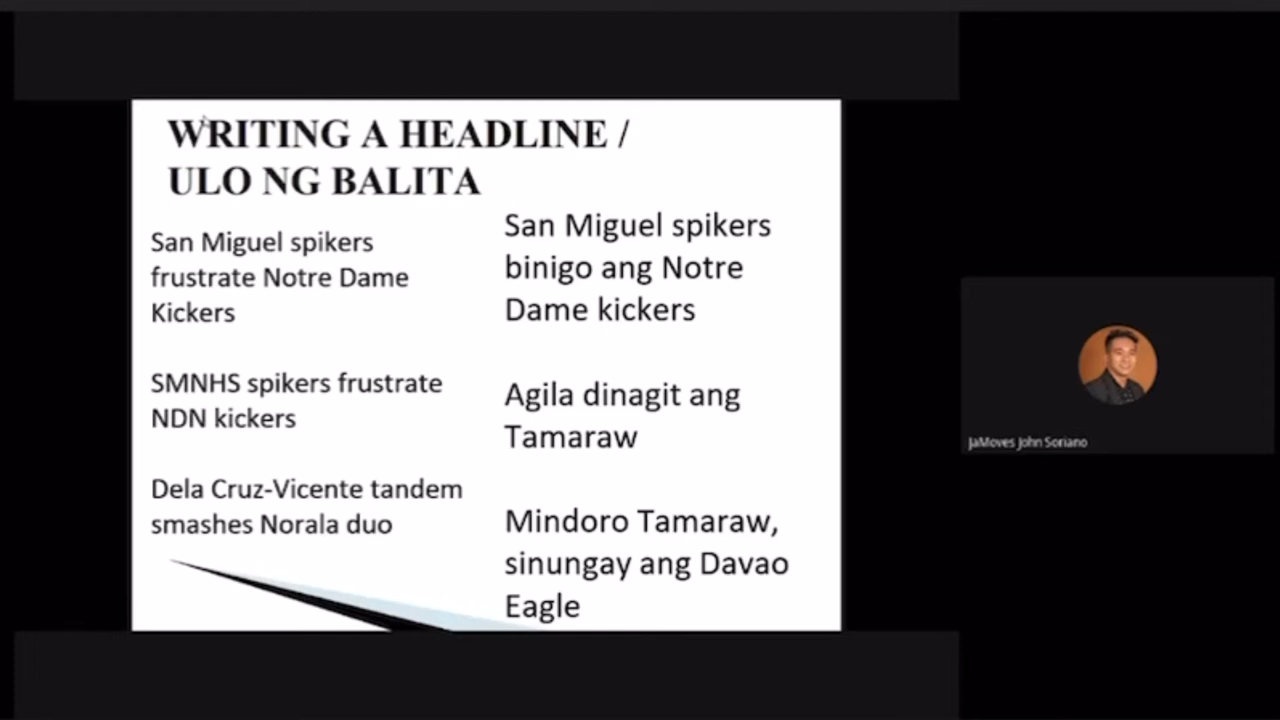 WRITING A HEADLINE /
ULO NG BALITA
San Miguel spikers
frustrate Notre Dame
Kickers
SMNHS spikers frustrate
NDN kickers
Dela Cruz-Vicente tandem
smashes Norala duo
San Miguel spikers
binigo ang Notre
Dame kickers
Agila dinagit ang
Tamaraw
Mindoro Tamaraw,
sinungay ang Davao
Eagle
JaMoves John Soriano